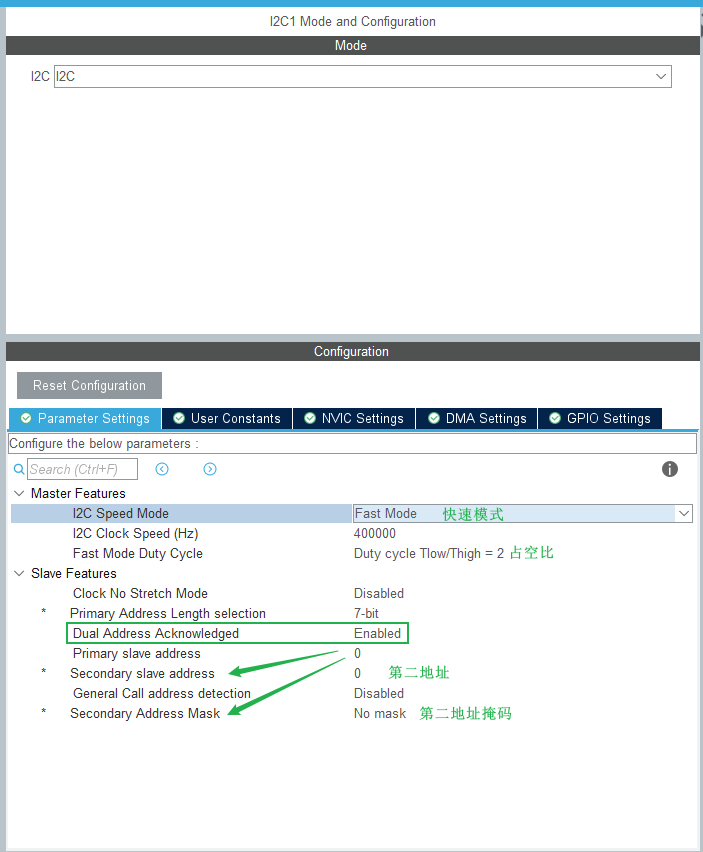 I2C1 Mode and Configuration
Mode
I2C I2C
Configuration
Reset Configuration
Parameter Settings User Constants NVIC Settings DMA Settings GPIO Settings
Configure the below parameters :
Search (Ctrl+F)
Master Features
I2C Speed Mode Fast Mode 快速模式
I2C Clock Speed (Hz) 400000
Fast Mode Duty Cycle Duty cycle Tlow/Thigh = 2 占空比
Slave Features
Clock No Stretch Mode Disabled
* Primary Address Length selection 7-bit
Dual Address Acknowledged Enabled
Primary slave address 0
* Secondary slave address 0 第二地址
General Call address detection Disabled
* Secondary Address Mask No mask 第二地址掩码